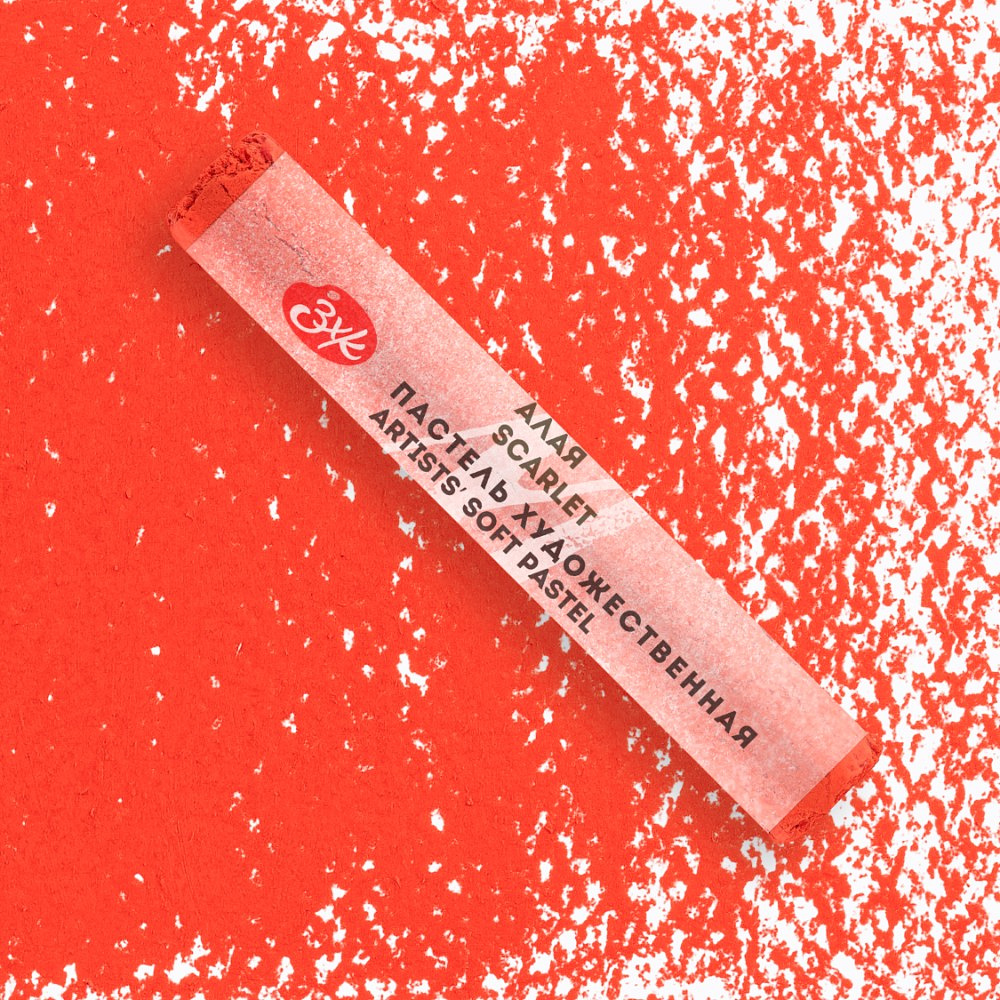 ЗХК
АЛАЯ
SCARLET
ПАСТЕЛЬ ХУДОЖЕСТВЕННАЯ
ARTISTS' SOFT PASTEL